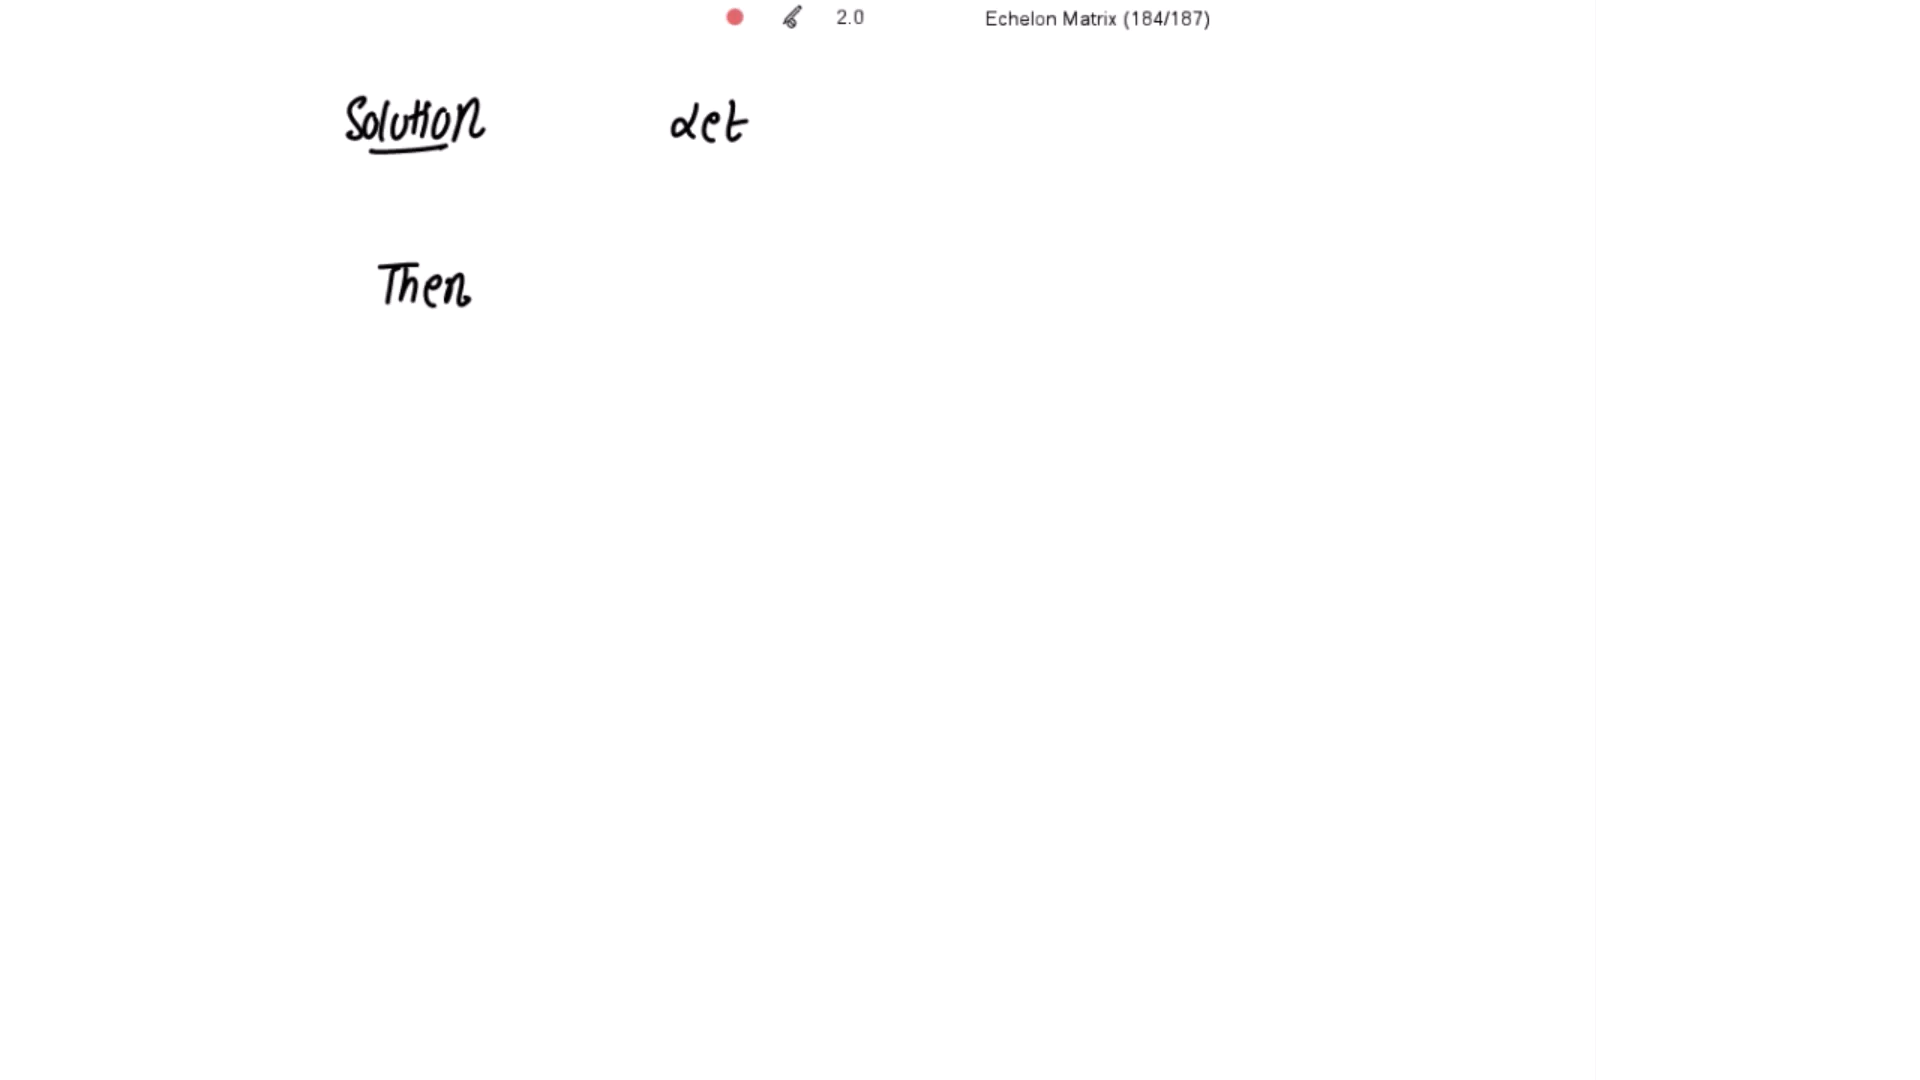 2.0 Echelon Matrix (184/187)
Solution let
Then